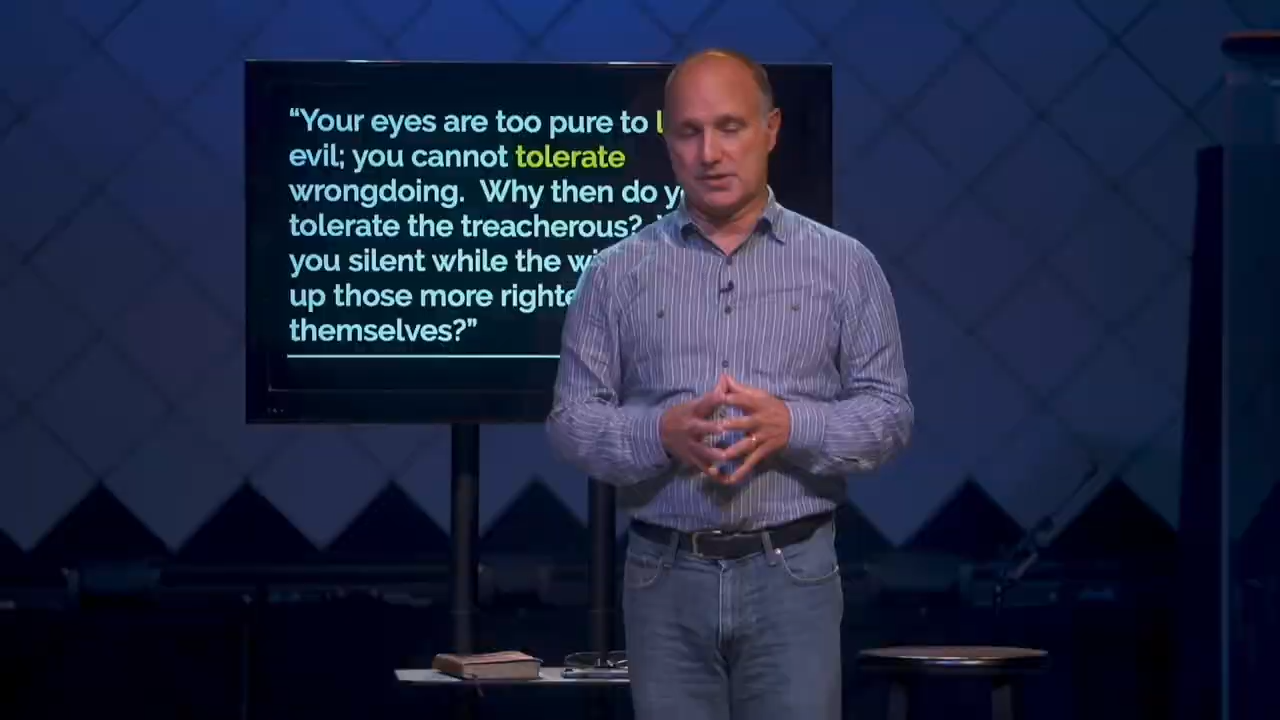 “Your eyes are too pure to
evil; you cannot tolerate
wrongdoing.  Why then do
tolerate the treacherous?
you silent while the
up those more
themselves?”